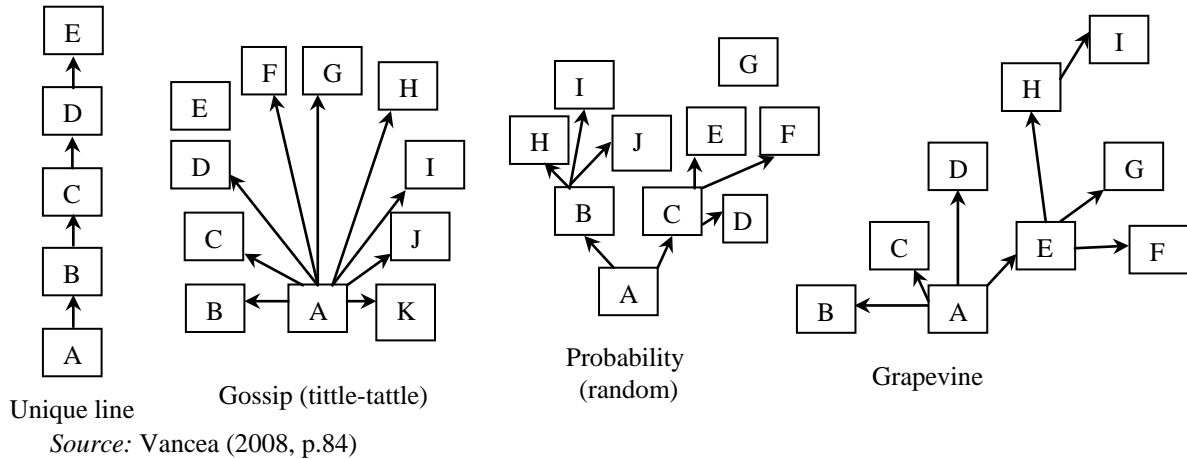 E
D
C
B
A
Unique line
F
G
H
E
D
I
C
J
B
A
K
Gossip (tittle-tattle)
G
I
E
F
H
J
B
C
D
A
Probability
(random)
I
H
D
G
C
E
F
B
A
Grapevine
Source: Vancea (2008, p.84)